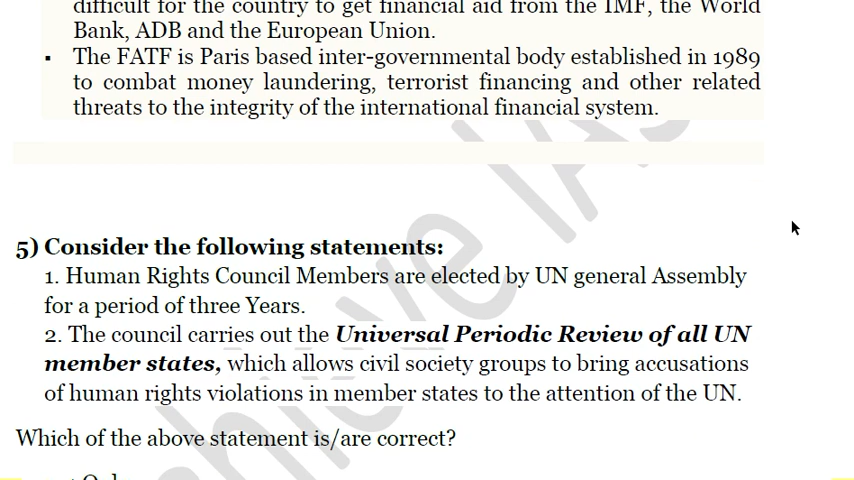 difficult for the country to get financial aid from the IMF, the World
Bank, ADB and the European Union.
▪ The FATF is Paris based inter-governmental body established in 1989
to combat money laundering, terrorist financing and other related
threats to the integrity of the international financial system.
5) Consider the following statements:
1. Human Rights Council Members are elected by UN general Assembly
for a period of three Years.
2. The council carries out the Universal Periodic Review of all UN
member states, which allows civil society groups to bring accusations
of human rights violations in member states to the attention of the UN.
Which of the above statement is/are correct?